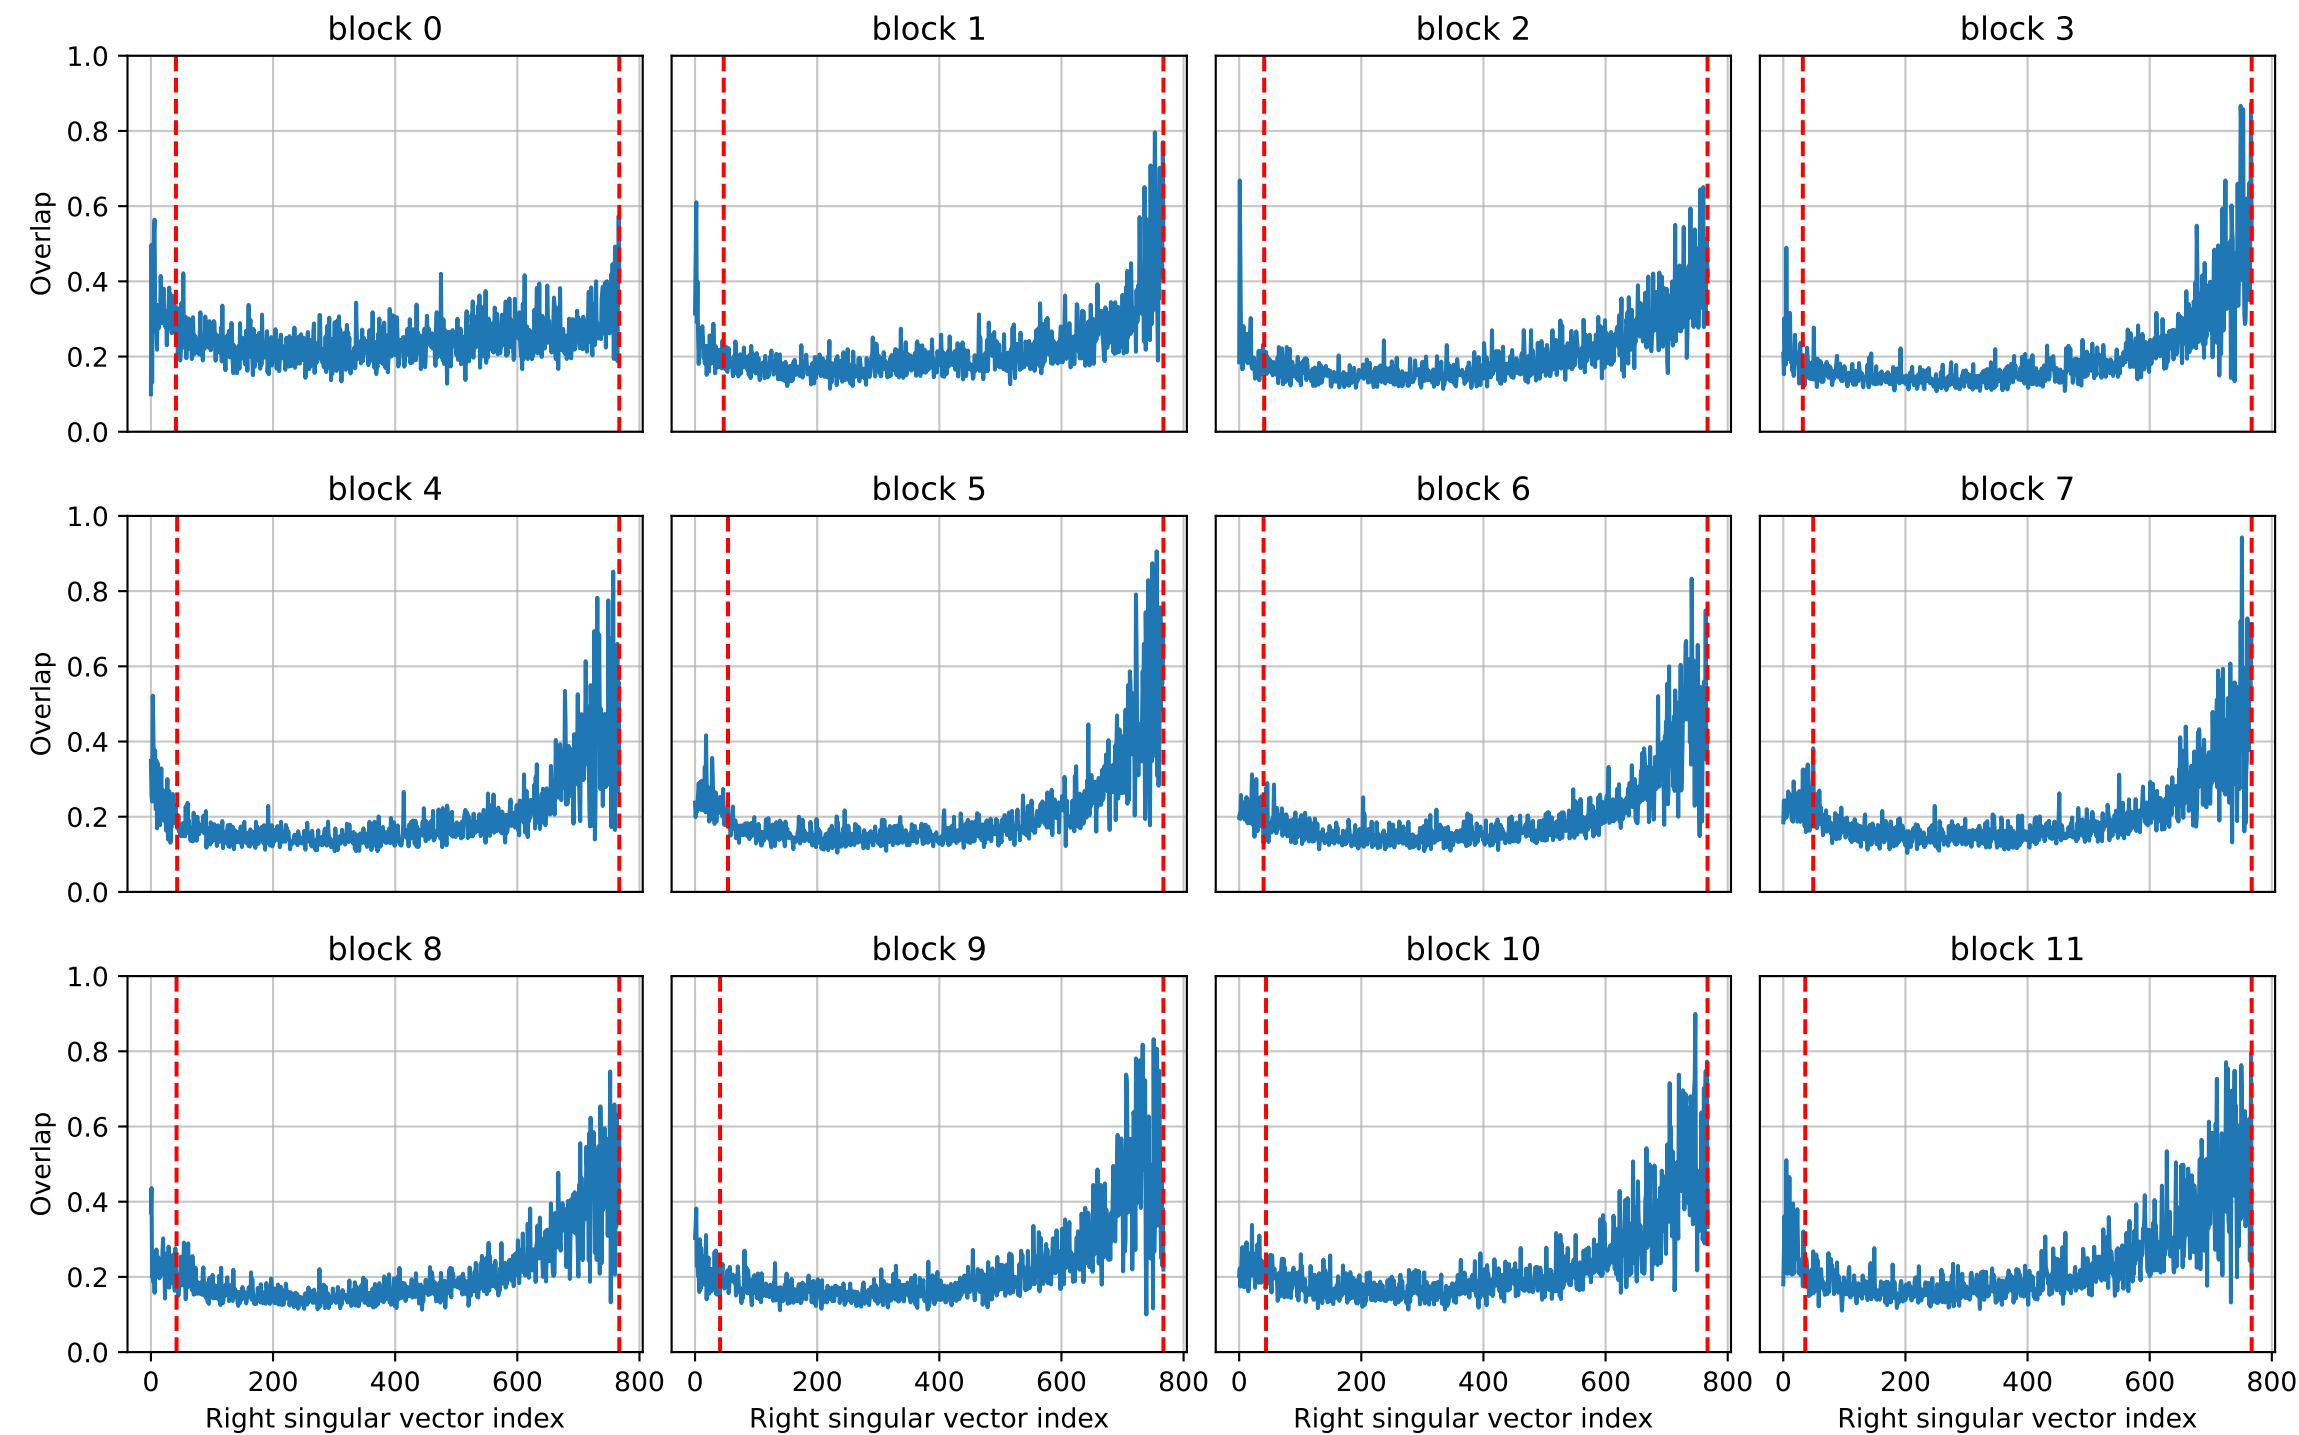 block 0
block 1
block 2
block 3
1.0
0.8
0.6
0.4
0.2
0.0
Overlap
block 4
block 5
block 6
block 7
1.0
0.8
0.6
0.4
0.2
0.0
Overlap
block 8
block 9
block 10
block 11
1.0
0.8
0.6
0.4
0.2
0.0
Overlap
0 200 400 600 800
0 200 400 600 800
0 200 400 600 800
0 200 400 600 800
Right singular vector index
Right singular vector index
Right singular vector index
Right singular vector index